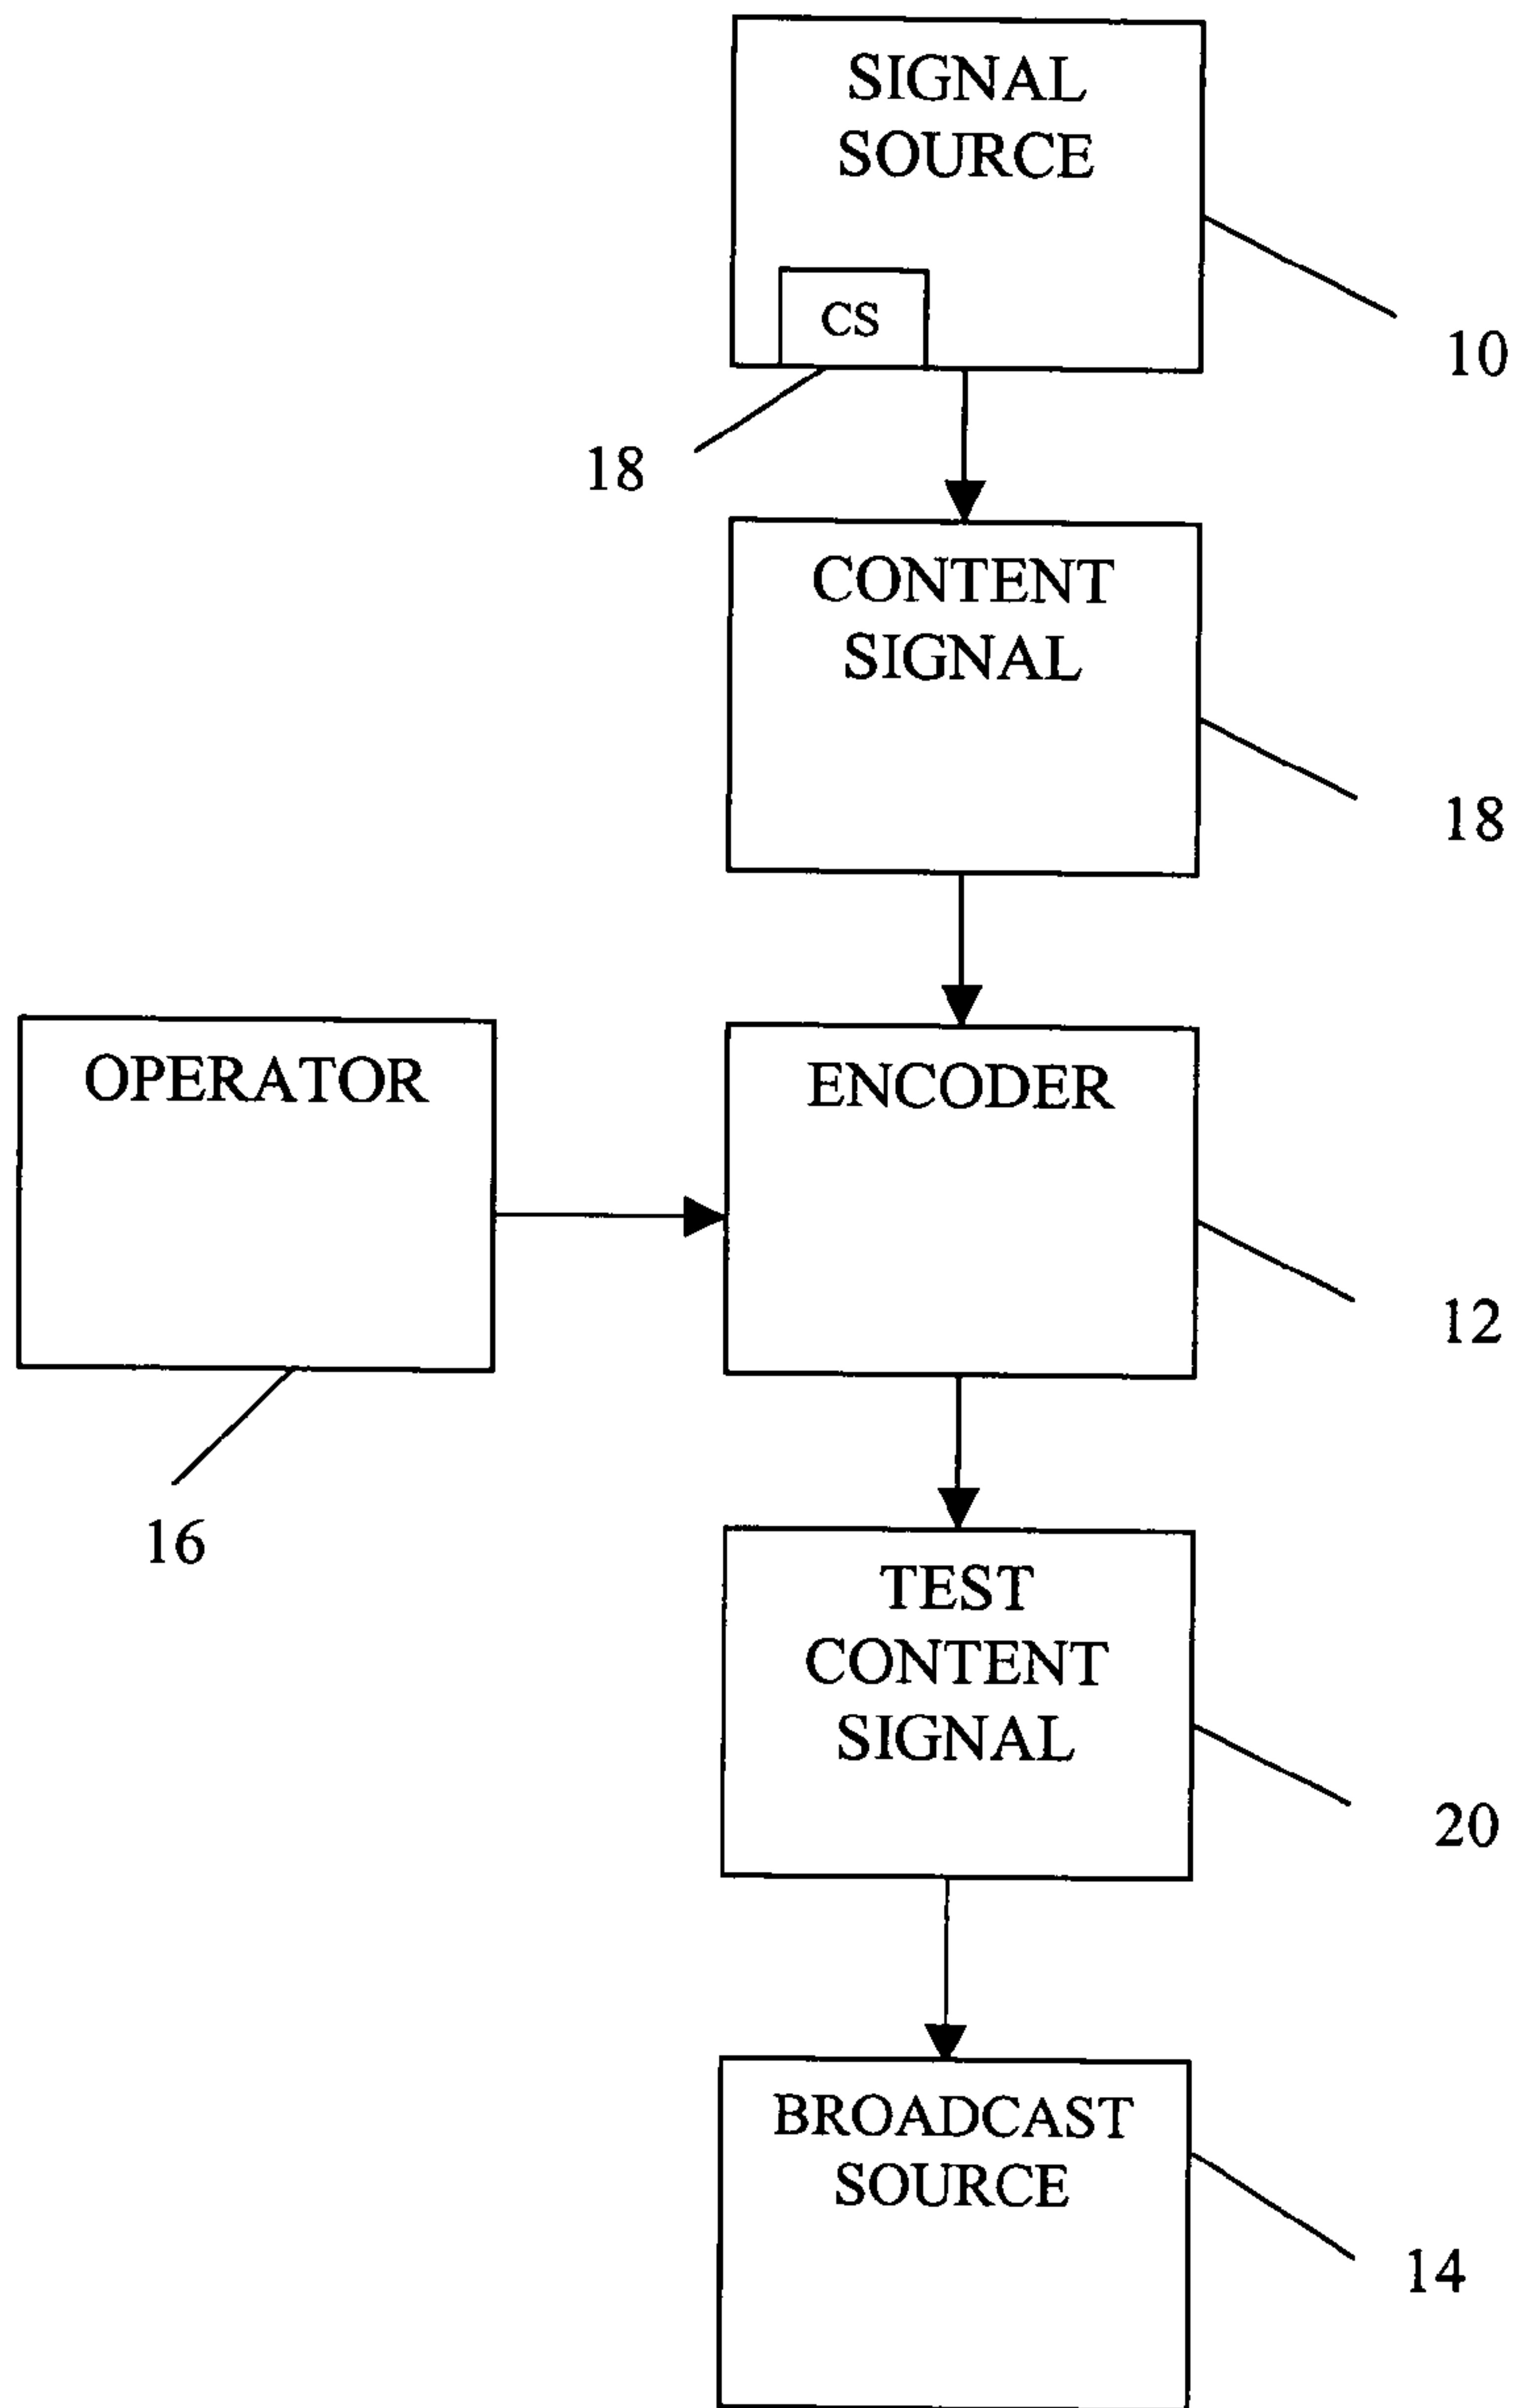 SIGNAL
SOURCE
CS
10
18
CONTENT
SIGNAL
18
OPERATOR
ENCODER
12
16
TEST
CONTENT
SIGNAL
20
BROADCAST
SOURCE
14